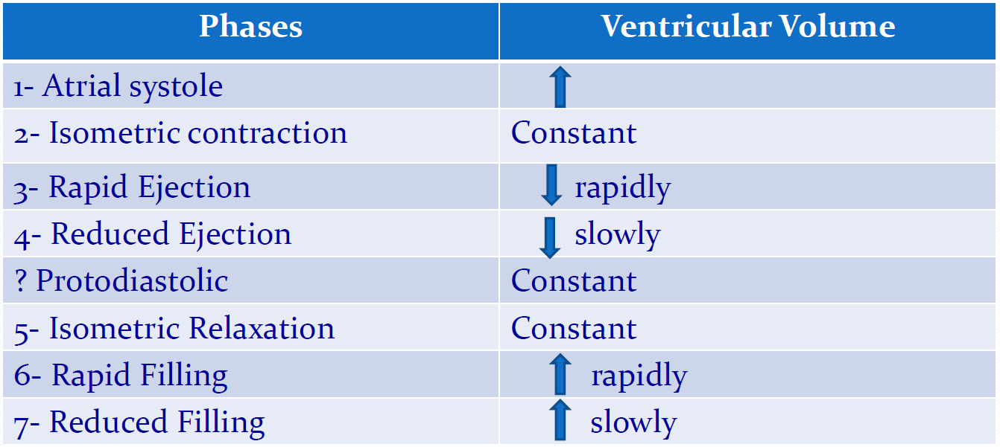 Phases Ventricular Volume
1- Atrial systole
2- Isometric contraction Constant
3- Rapid Ejection rapidly
4- Reduced Ejection slowly
? Protodiastolic Constant
5- Isometric Relaxation Constant
6- Rapid Filling rapidly
7- Reduced Filling slowly